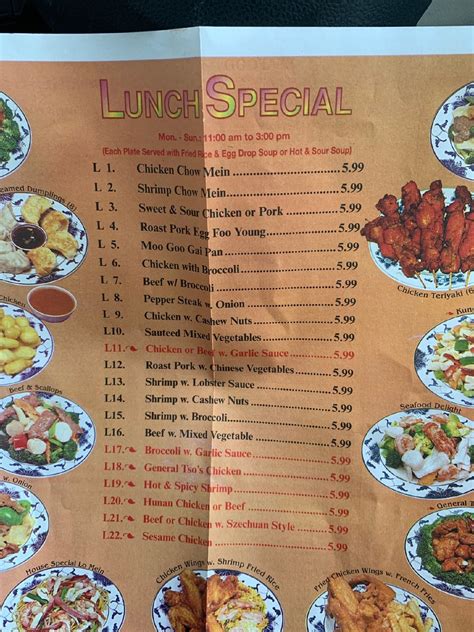 LUNCH SPECIAL
Mon. - Sun.: 11:00 am to 3:00 pm
(Each Plate Served with Fried Rice & Egg Drop Soup or Hot & Sour Soup)
L 1. Chicken Chow Mein 5.99
L 2. Shrimp Chow Mein 5.99
L 3. Sweet & Sour Chicken or Pork 5.99
L 4. Roast Pork Egg Foo Young 5.99
L 5. Moo Goo Gai Pan 5.99
L 6. Chicken with Broccoli 5.99
L 7. Beef w/ Broccoli 5.99
L 8. Pepper Steak w. Onion 5.99
L 9. Chicken w. Cashew Nuts 5.99
L10. Sauteed Mixed Vegetables 5.99
L11. Chicken or Beef w. Garlic Sauce 5.99
L12. Roast Pork w. Chinese Vegetables 5.99
L13. Shrimp w. Lobster Sauce 5.99
L14. Shrimp w. Cashew Nuts 5.99
L15. Shrimp w. Broccoli 5.99
L16. Beef w. Mixed Vegetable 5.99
L17. Broccoli w. Garlic Sauce 5.99
L18. General Tso's Chicken 5.99
L19. Hot & Spicy Shrimp 5.99
L20. Hunan Chicken or Beef 5.99
L21. Beef or Chicken w. Szechuan Style 5.99
L22. Sesame Chicken 5.99
eamed Dumplings (8)
Chicken
Beef & Scallops
w. Onion
House Special Lo Mein
Chicken Wings w. Shrimp Fried Rice
Fried Chicken Wings w. French Fries
Chicken Teriyaki
Kung
Seafood Delight
General T